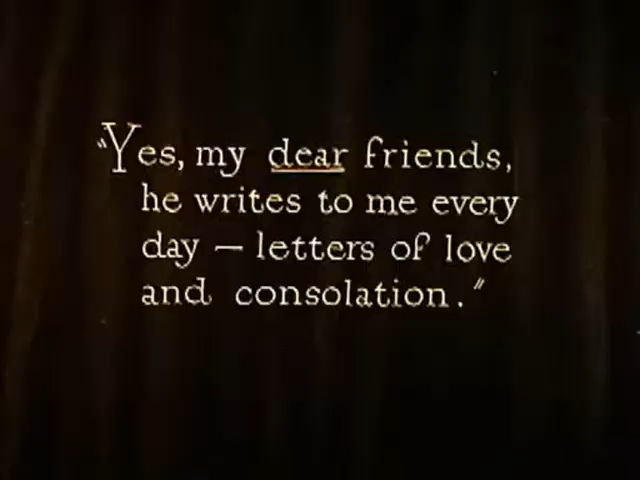 "Yes, my dear friends,
he writes to me every
day — letters of love
and consolation."